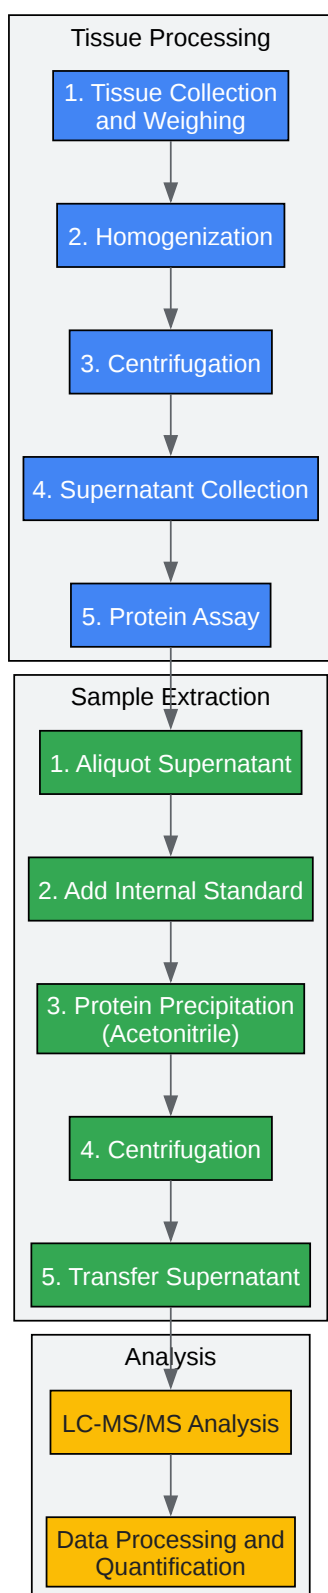 Tissue Processing
1. Tissue Collection
and Weighing
2. Homogenization
3. Centrifugation
4. Supernatant Collection
5. Protein Assay
Sample Extraction
1. Aliquot Supernatant
2. Add Internal Standard
3. Protein Precipitation
(Acetonitrile)
4. Centrifugation
5. Transfer Supernatant
Analysis
LC-MS/MS Analysis
Data Processing and
Quantification